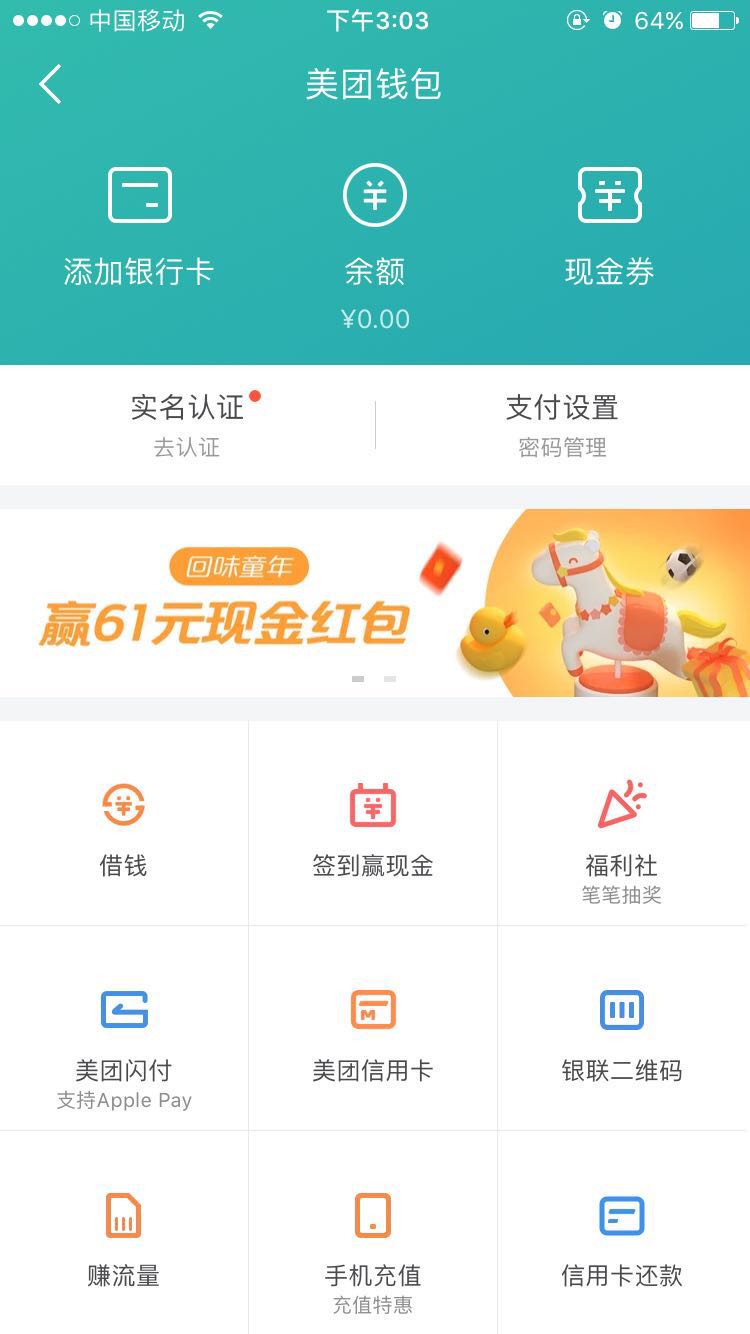 中国移动 下午3:03 64%
美团钱包
添加银行卡 余额 现金券
¥0.00
实名认证 支付设置
去认证 密码管理
回味童年
赢61元现金红包
借钱 签到赢现金 福利社
笔笔抽奖
美团闪付 美团信用卡 银联二维码
支持Apple Pay
赚流量 手机充值 信用卡还款
充值特惠